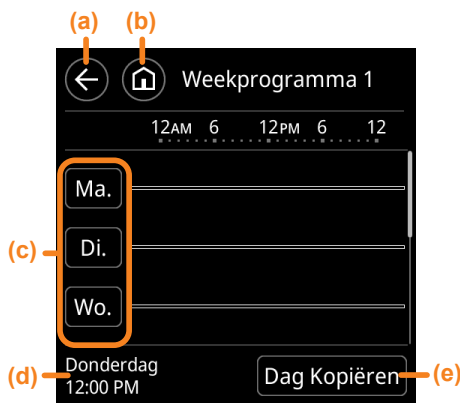 (a) (b)
Weekprogramma 1
12AM 6 12PM 6 12
Ma.
(c) Di.
Wo.
Donderdag
(d) 12:00 PM
Dag Kopiëren (e)